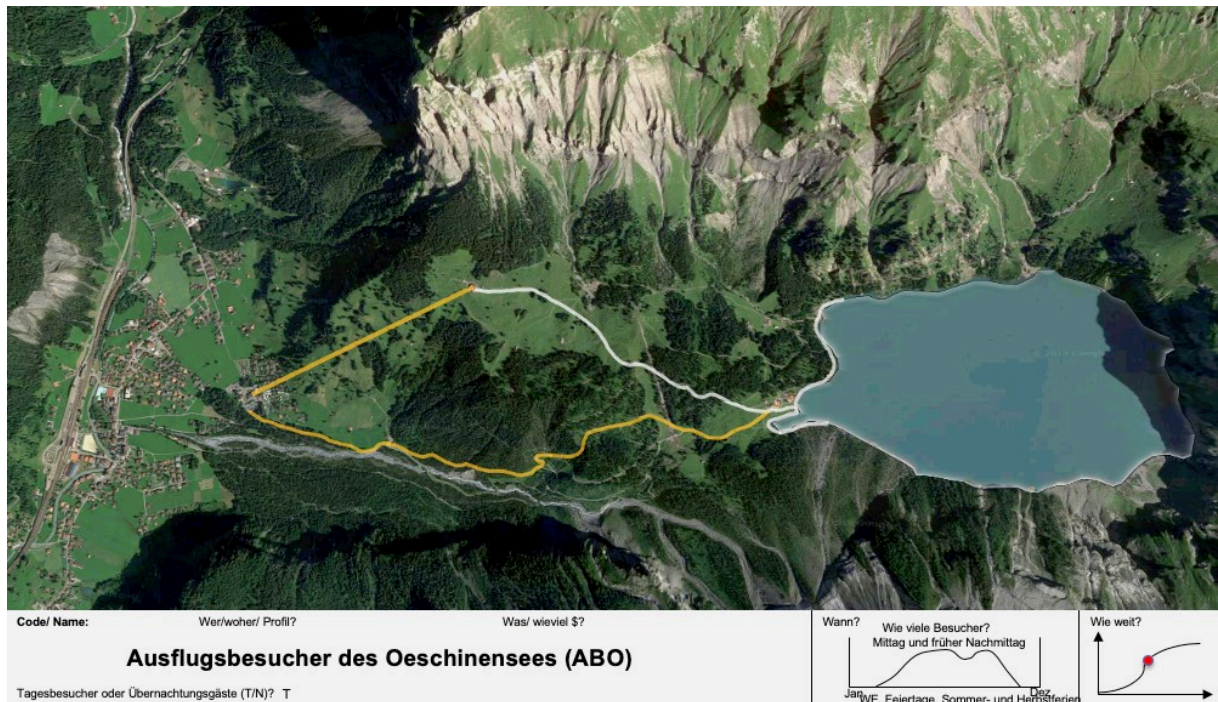 Code/ Name:
Wer/woher/ Profil?
Was/ wieviel $?
Ausflugsbesucher des Oeschinensees (ABO)
Tagesbesucher oder Übernachtungsgäste (T/N)? T
Wann?
Wie viele Besucher?
Mittag und früher Nachmittag
Jan
Dez
WE, Feiertage, Sommer- und Herbstferien
Wie weit?